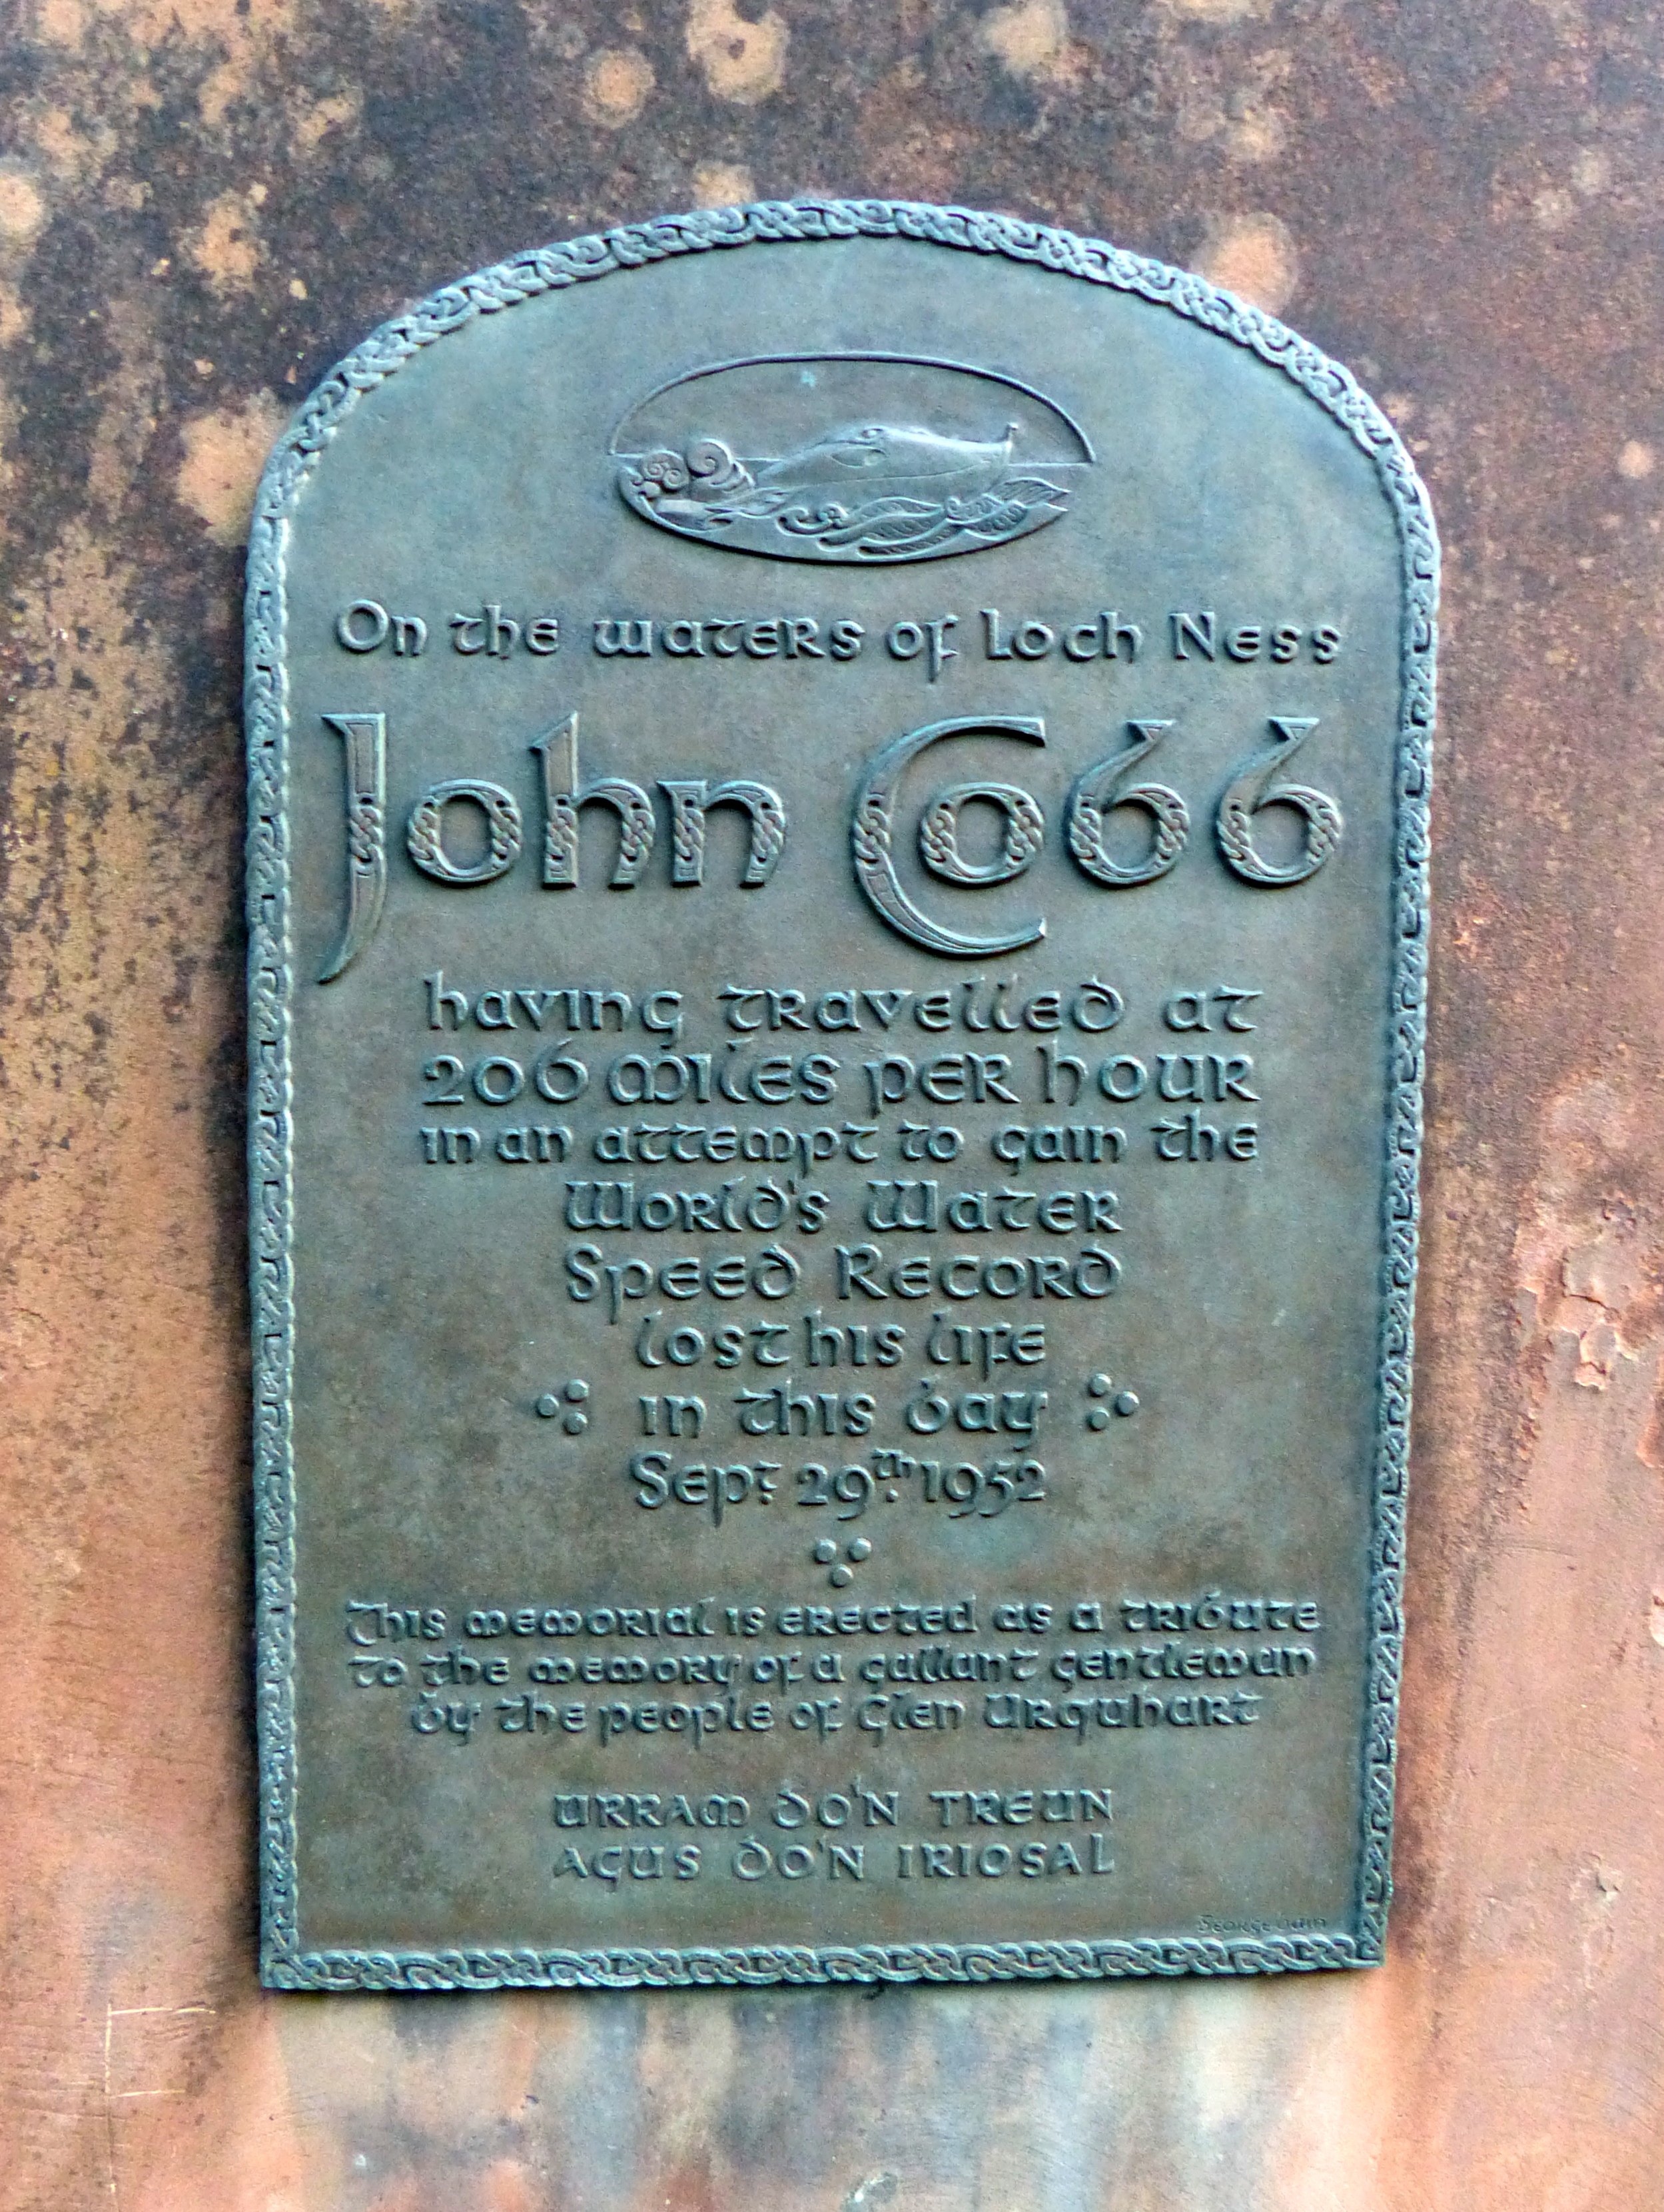 On the waters of Loch Ness
John Cobb
having travelled at
206 miles per hour
in an attempt to gain the
World's Water
Speed Record
lost his life
in this bay
Sept. 29th. 1952
This memorial is erected as a tribute
to the memory of a gallant gentleman
by the people of Glen Urquhart
URRAM DO'N TREUN
AGUS DO'N IRIOSAL
George Bain